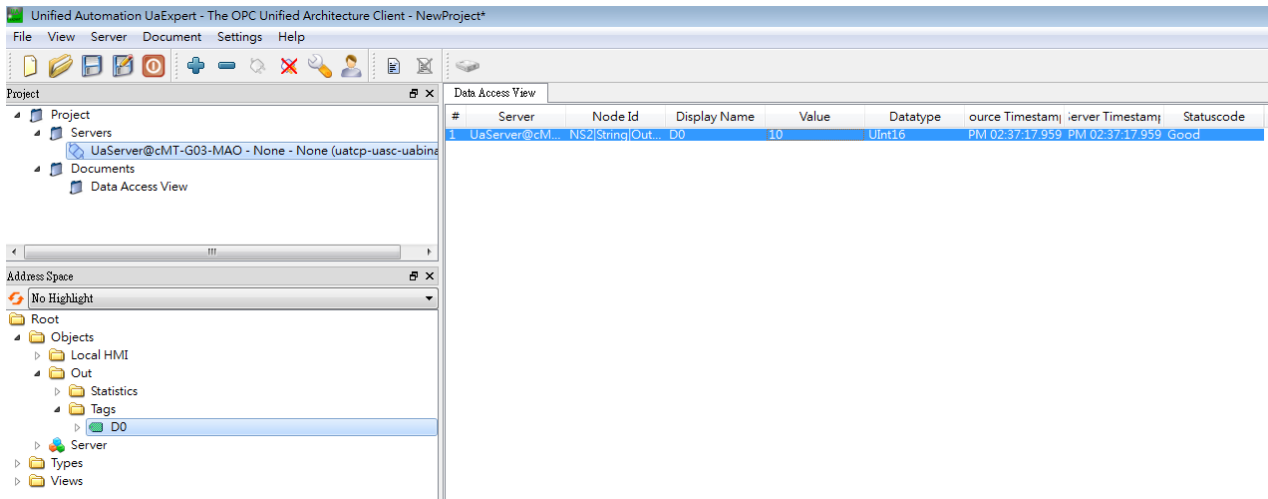 Unified Automation UaExpert - The OPC Unified Architecture Client - NewProject*
File View Server Document Settings Help
Project
Project
Servers
UaServer@cMT-G03-MAO - None - None (uatcp-uasc-uabina
Documents
Data Access View
Address Space
No Highlight
Root
Objects
Local HMI
Out
Statistics
Tags
D0
Server
Types
Views
Data Access View
# Server Node Id Display Name Value Datatype ource Timestamp Server Timestamp Statuscode
1 UaServer@cM... NS2|String|Out... D0 10 UInt16 PM 02:37:17.959 PM 02:37:17.959 Good